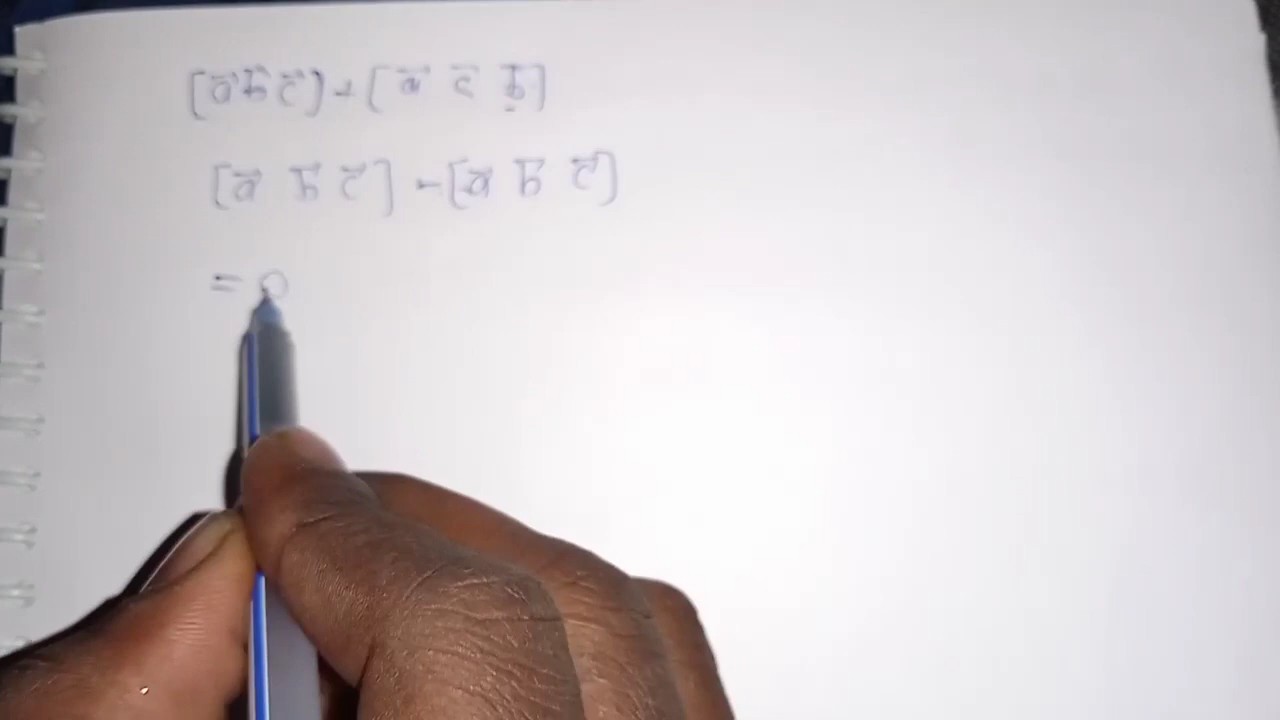 [a⃗ b⃗ c⃗] + [a⃗ c⃗ b⃗]
[a⃗ b⃗ c⃗] - [a⃗ b⃗ c⃗]
= 0